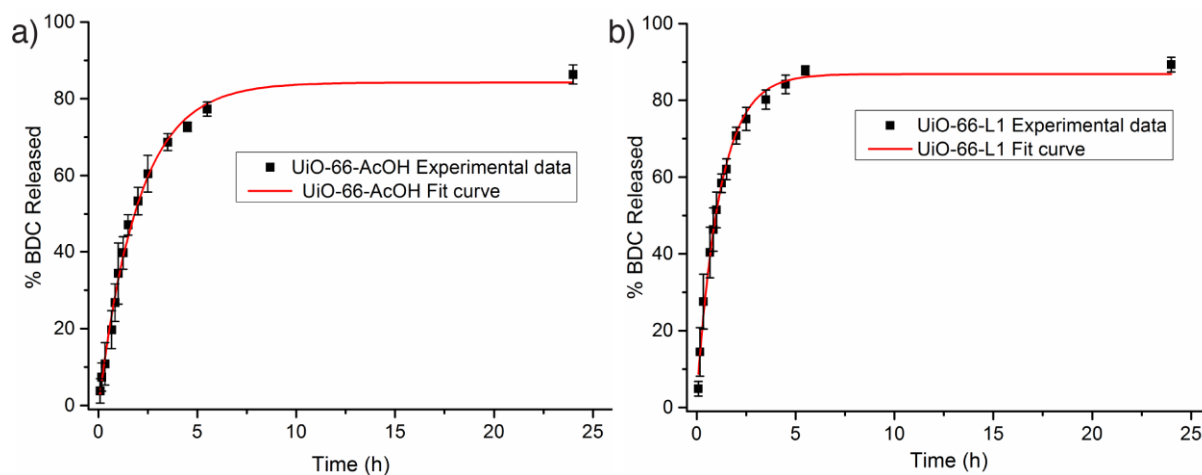 a)
% BDC Released
100
80
60
40
20
0
UiO-66-AcOH Experimental data
UiO-66-AcOH Fit curve
0
5
10
15
20
25
Time (h)
b)
% BDC Released
100
80
60
40
20
0
UiO-66-L1 Experimental data
UiO-66-L1 Fit curve
0
5
10
15
20
25
Time (h)